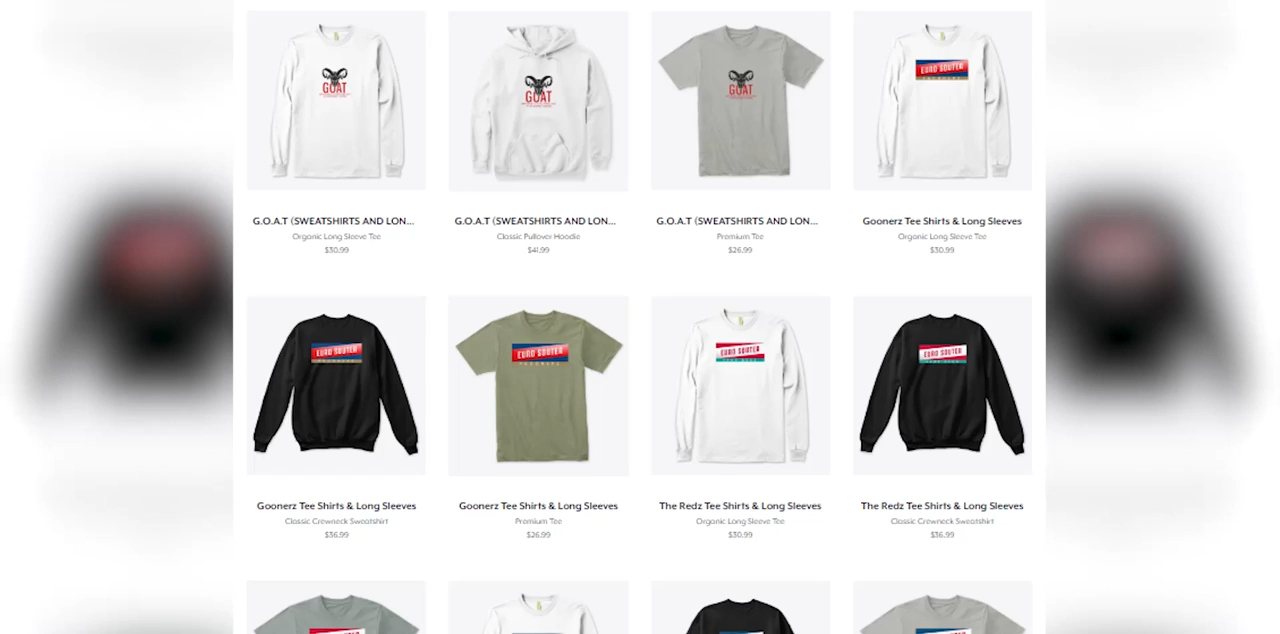 GOAT
GOAT
GOAT
EURO SOUTER
G.O.A.T (SWEATSHIRTS AND LON...
G.O.A.T (SWEATSHIRTS AND LON...
G.O.A.T (SWEATSHIRTS AND LON...
Goonerz Tee Shirts & Long Sleeves
Organic Long Sleeve Tee
Classic Pullover Hoodie
Premium Tee
Organic Long Sleeve Tee
$30.99
$41.99
$26.99
$30.99
EURO SOUTER
EURO SOUTER
EURO SOUTER
EURO SOUTER
Goonerz Tee Shirts & Long Sleeves
Goonerz Tee Shirts & Long Sleeves
The Redz Tee Shirts & Long Sleeves
The Redz Tee Shirts & Long Sleeves
Classic Crewneck Sweatshirt
Premium Tee
Organic Long Sleeve Tee
Classic Crewneck Sweatshirt
$36.99
$26.99
$30.99
$36.99